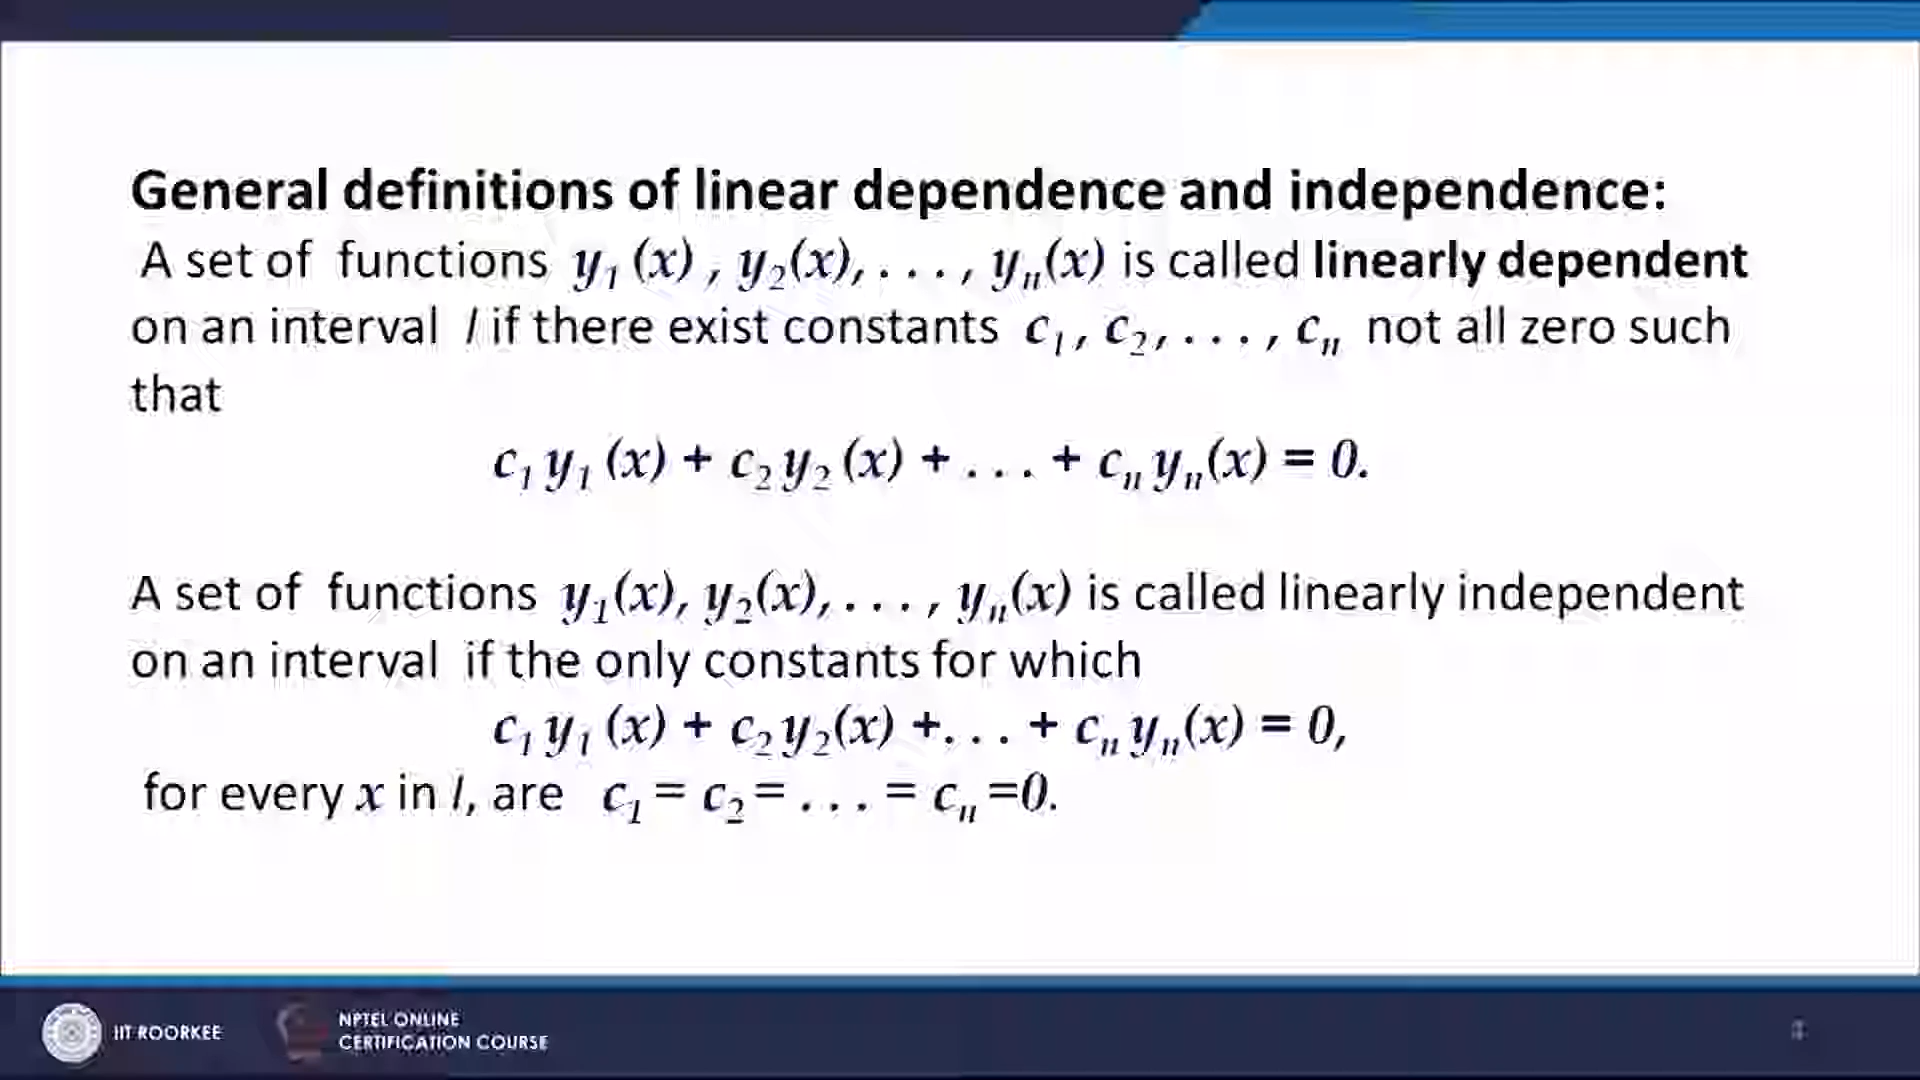 General definitions of linear dependence and independence:
A set of functions y₁ (x) , y₂(x), . . . , yₙ(x) is called linearly dependent
on an interval I if there exist constants c₁, c₂, . . . , cₙ not all zero such
that
c₁ y₁ (x) + c₂ y₂ (x) + . . . + cₙ yₙ(x) = 0.
A set of functions y₁(x), y₂(x), . . . , yₙ(x) is called linearly independent
on an interval if the only constants for which
c₁ y₁ (x) + c₂ y₂(x) +. . . + cₙ yₙ(x) = 0,
for every x in I, are c₁ = c₂ = . . . = cₙ =0.
IIT ROORKEE
NPTEL ONLINE
CERTIFICATION COURSE